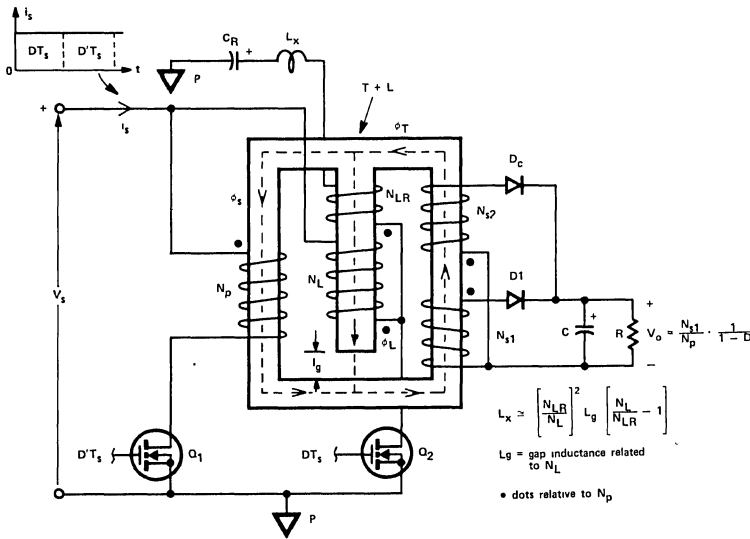 i_s
DT_s D'T_s
0 t
C_R + L_x
P
T + L
+
i_s
ϕ_T
D_c
ϕ_s
N_LR
N_s2
V_s
N_p
N_L
D1
l_g
ϕ_L
N_s1
C + R
+
V_o = N_s1/N_p · 1/(1 - D
−
L_x ≃ [N_LR/N_L]² L_g [N_L/N_LR - 1]
D'T_s Q_1
DT_s Q_2
L_g = gap inductance related
to N_L
• dots relative to N_p
P